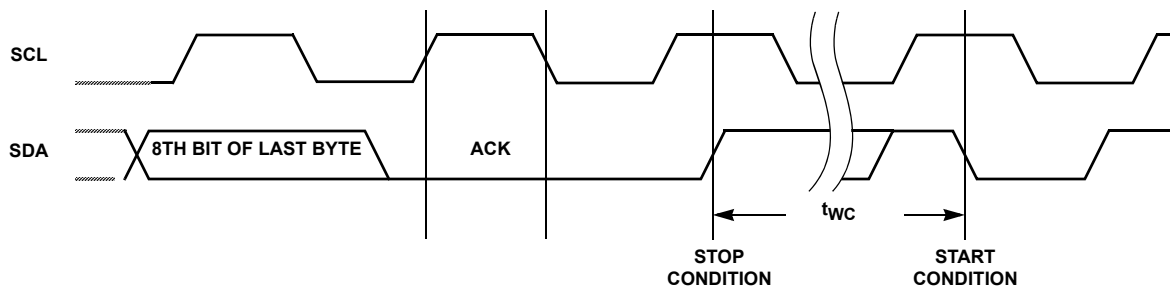 SCL
SDA
8TH BIT OF LAST BYTE
ACK
tWC
STOP
CONDITION
START
CONDITION